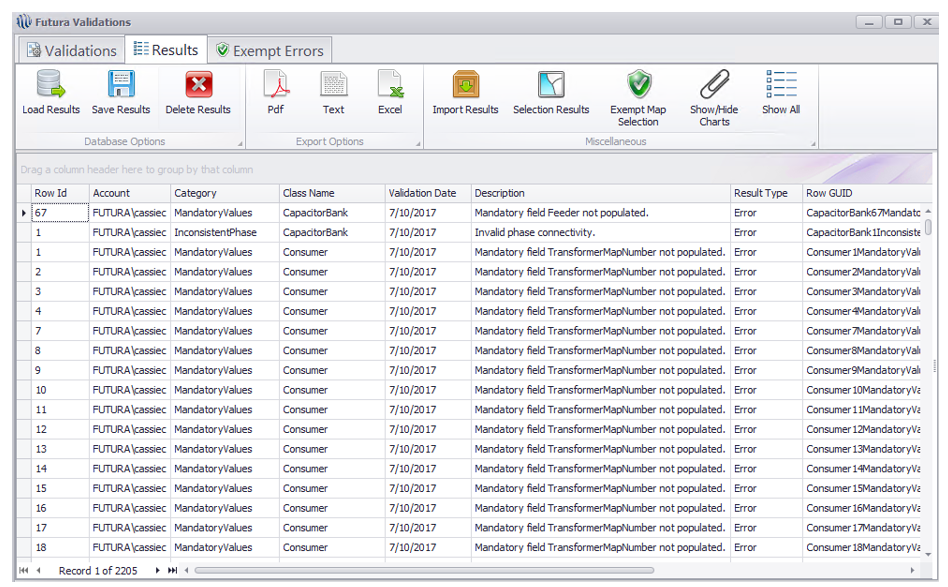 Futura Validations
Validations Results Exempt Errors
Load Results Save Results Delete Results Pdf Text Excel Import Results Selection Results Exempt Map Selection Show/Hide Charts Show All
Database Options Export Options Miscellaneous
Drag a column header here to group by that column
Row Id Account Category Class Name Validation Date Description Result Type Row GUID
67 FUTURA\cassiec MandatoryValues CapacitorBank 7/10/2017 Mandatory field Feeder not populated. Error CapacitorBank67Mandato
1 FUTURA\cassiec InconsistentPhase CapacitorBank 7/10/2017 Invalid phase connectivity. Error CapacitorBank1Inconsiste
1 FUTURA\cassiec MandatoryValues Consumer 7/10/2017 Mandatory field TransformerMapNumber not populated. Error Consumer1MandatoryValu
2 FUTURA\cassiec MandatoryValues Consumer 7/10/2017 Mandatory field TransformerMapNumber not populated. Error Consumer2MandatoryValu
3 FUTURA\cassiec MandatoryValues Consumer 7/10/2017 Mandatory field TransformerMapNumber not populated. Error Consumer3MandatoryValu
4 FUTURA\cassiec MandatoryValues Consumer 7/10/2017 Mandatory field TransformerMapNumber not populated. Error Consumer4MandatoryValu
7 FUTURA\cassiec MandatoryValues Consumer 7/10/2017 Mandatory field TransformerMapNumber not populated. Error Consumer7MandatoryValu
8 FUTURA\cassiec MandatoryValues Consumer 7/10/2017 Mandatory field TransformerMapNumber not populated. Error Consumer8MandatoryValu
9 FUTURA\cassiec MandatoryValues Consumer 7/10/2017 Mandatory field TransformerMapNumber not populated. Error Consumer9MandatoryValu
10 FUTURA\cassiec MandatoryValues Consumer 7/10/2017 Mandatory field TransformerMapNumber not populated. Error Consumer10MandatoryVa
11 FUTURA\cassiec MandatoryValues Consumer 7/10/2017 Mandatory field TransformerMapNumber not populated. Error Consumer11MandatoryVa
12 FUTURA\cassiec MandatoryValues Consumer 7/10/2017 Mandatory field TransformerMapNumber not populated. Error Consumer12MandatoryVa
13 FUTURA\cassiec MandatoryValues Consumer 7/10/2017 Mandatory field TransformerMapNumber not populated. Error Consumer13MandatoryVa
14 FUTURA\cassiec MandatoryValues Consumer 7/10/2017 Mandatory field TransformerMapNumber not populated. Error Consumer14MandatoryVa
15 FUTURA\cassiec MandatoryValues Consumer 7/10/2017 Mandatory field TransformerMapNumber not populated. Error Consumer15MandatoryVa
16 FUTURA\cassiec MandatoryValues Consumer 7/10/2017 Mandatory field TransformerMapNumber not populated. Error Consumer16MandatoryVa
17 FUTURA\cassiec MandatoryValues Consumer 7/10/2017 Mandatory field TransformerMapNumber not populated. Error Consumer17MandatoryVa
18 FUTURA\cassiec MandatoryValues Consumer 7/10/2017 Mandatory field TransformerMapNumber not populated. Error Consumer18MandatoryVa
Record 1 of 2205